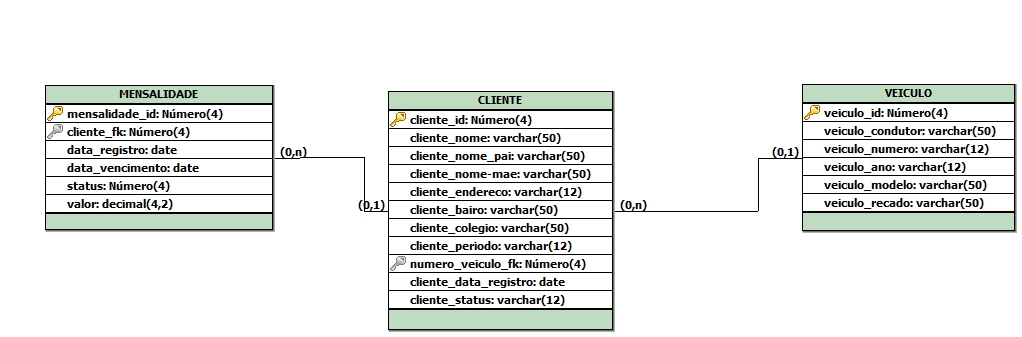 MENSALIDADE
mensalidade_id: Número(4)
cliente_fk: Número(4)
data_registro: date
data_vencimento: date
status: Número(4)
valor: decimal(4,2)
(0,n)
(0,1)
CLIENTE
cliente_id: Número(4)
cliente_nome: varchar(50)
cliente_nome_pai: varchar(50)
cliente_nome-mae: varchar(50)
cliente_endereco: varchar(12)
cliente_bairo: varchar(50)
cliente_colegio: varchar(50)
cliente_periodo: varchar(12)
numero_veiculo_fk: Número(4)
cliente_data_registro: date
cliente_status: varchar(12)
(0,n)
(0,1)
VEICULO
veiculo_id: Número(4)
veiculo_condutor: varchar(50)
veiculo_numero: varchar(12)
veiculo_ano: varchar(12)
veiculo_modelo: varchar(50)
veiculo_recado: varchar(50)